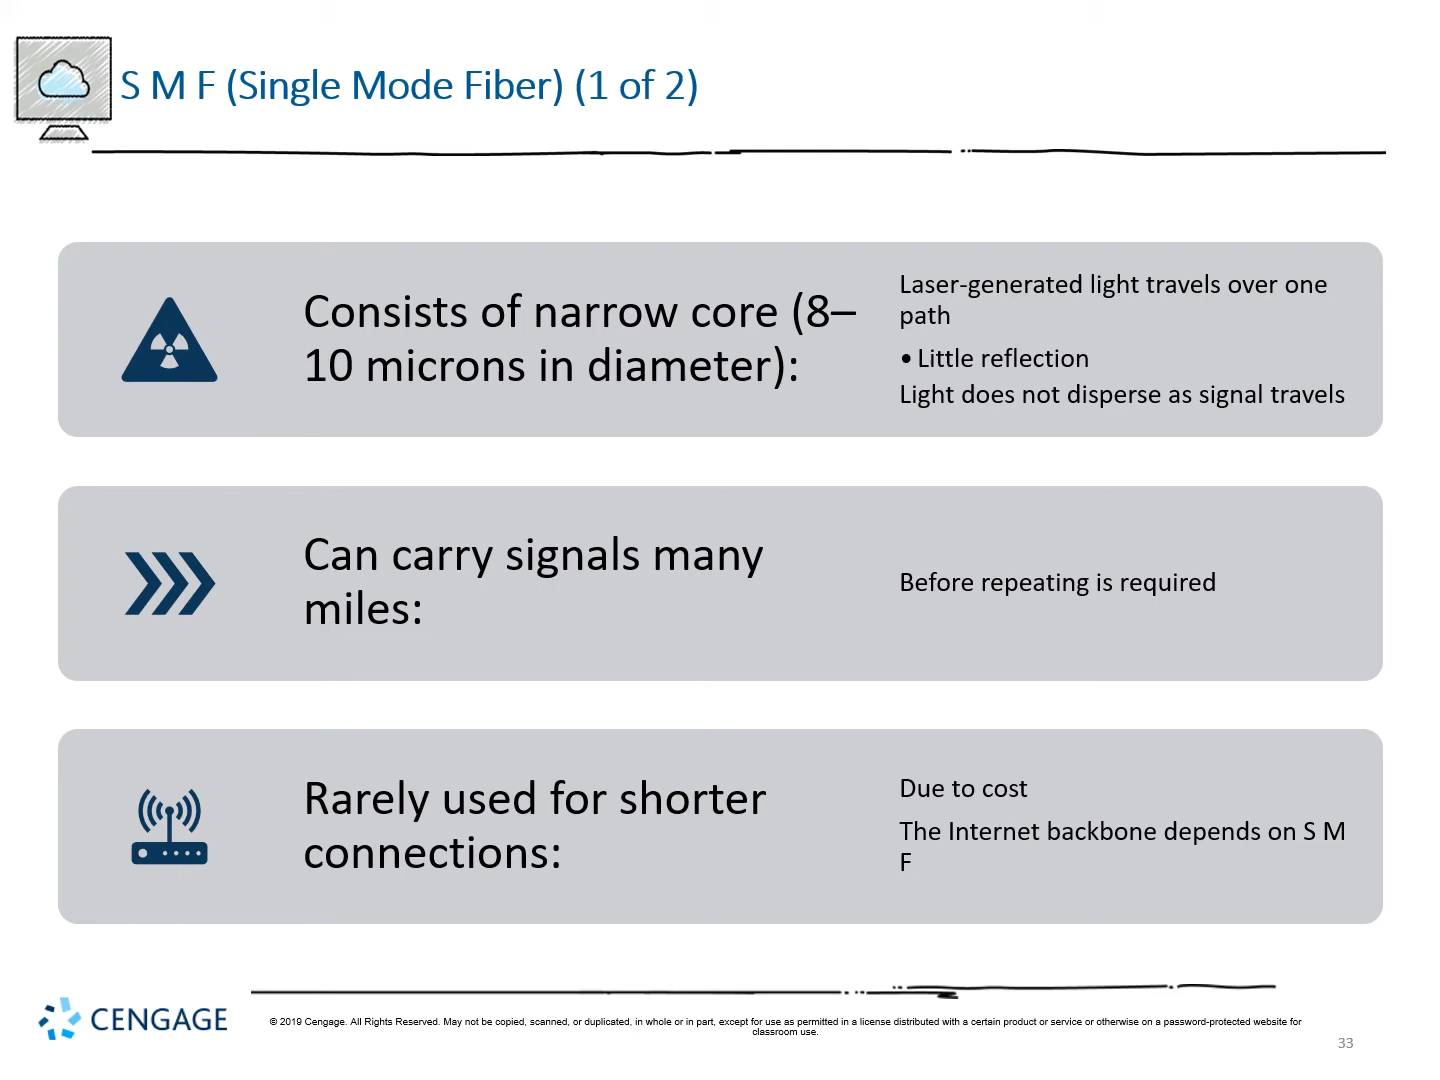 S M F (Single Mode Fiber) (1 of 2)
Consists of narrow core (8–
10 microns in diameter):
Laser-generated light travels over one
path
• Little reflection
Light does not disperse as signal travels
Can carry signals many
miles:
Before repeating is required
Rarely used for shorter
connections:
Due to cost
The Internet backbone depends on S M
F
CENGAGE
© 2019 Cengage. All Rights Reserved. May not be copied, scanned, or duplicated, in whole or in part, except for use as permitted in a license distributed with a certain product or service or otherwise on a password-protected website for
classroom use.
33